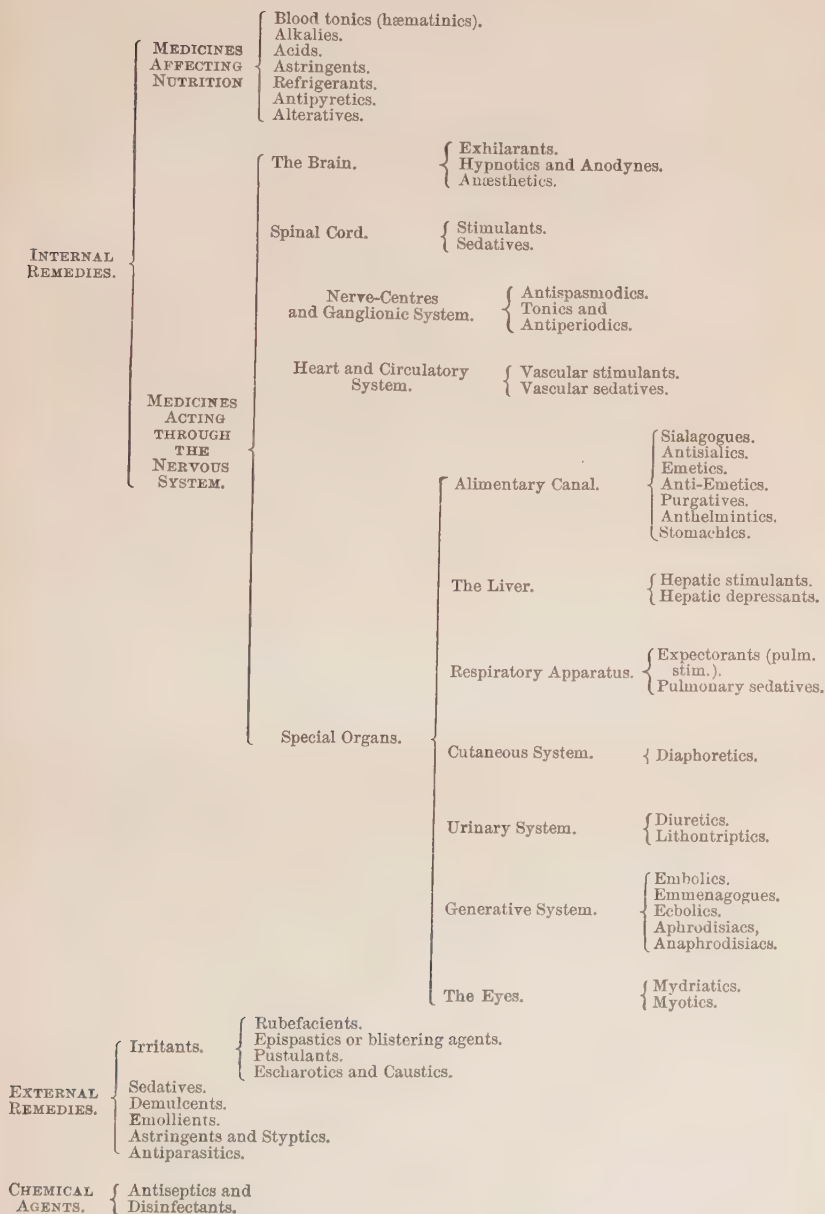 MEDICINES
AFFECTING
NUTRITION
Blood tonics (hæmatinics).
Alkalies.
Acids.
Astringents.
Refrigerants.
Antipyretics.
Alteratives.
INTERNAL
REMEDIES.
MEDICINES
ACTING
THROUGH
THE
NERVOUS
SYSTEM.
The Brain.
Exhilarants.
Hypnotics and Anodynes.
Anæsthetics.
Spinal Cord.
Stimulants.
Sedatives.
Nerve-Centres
and Ganglionic System.
Antispasmodics.
Tonics and
Antiperiodics.
Heart and Circulatory
System.
Vascular stimulants.
Vascular sedatives.
Special Organs.
Alimentary Canal.
Sialagogues.
Antisialics.
Emetics.
Anti-Emetics.
Purgatives.
Anthelmintics.
Stomachics.
The Liver.
Hepatic stimulants.
Hepatic depressants.
Respiratory Apparatus.
Expectorants (pulm.
stim.).
Pulmonary sedatives.
Cutaneous System.
Diaphoretics.
Urinary System.
Diuretics.
Lithontriptics.
Generative System.
Embolics.
Emmenagogues.
Ecbolics.
Aphrodisiacs,
Anaphrodisiacs.
The Eyes.
Mydriatics.
Myotics.
EXTERNAL
REMEDIES.
Irritants.
Rubefacients.
Epispastics or blistering agents.
Pustulants.
Escharotics and Caustics.
Sedatives.
Demulcents.
Emollients.
Astringents and Styptics.
Antiparasitics.
CHEMICAL
AGENTS.
Antiseptics and
Disinfectants.